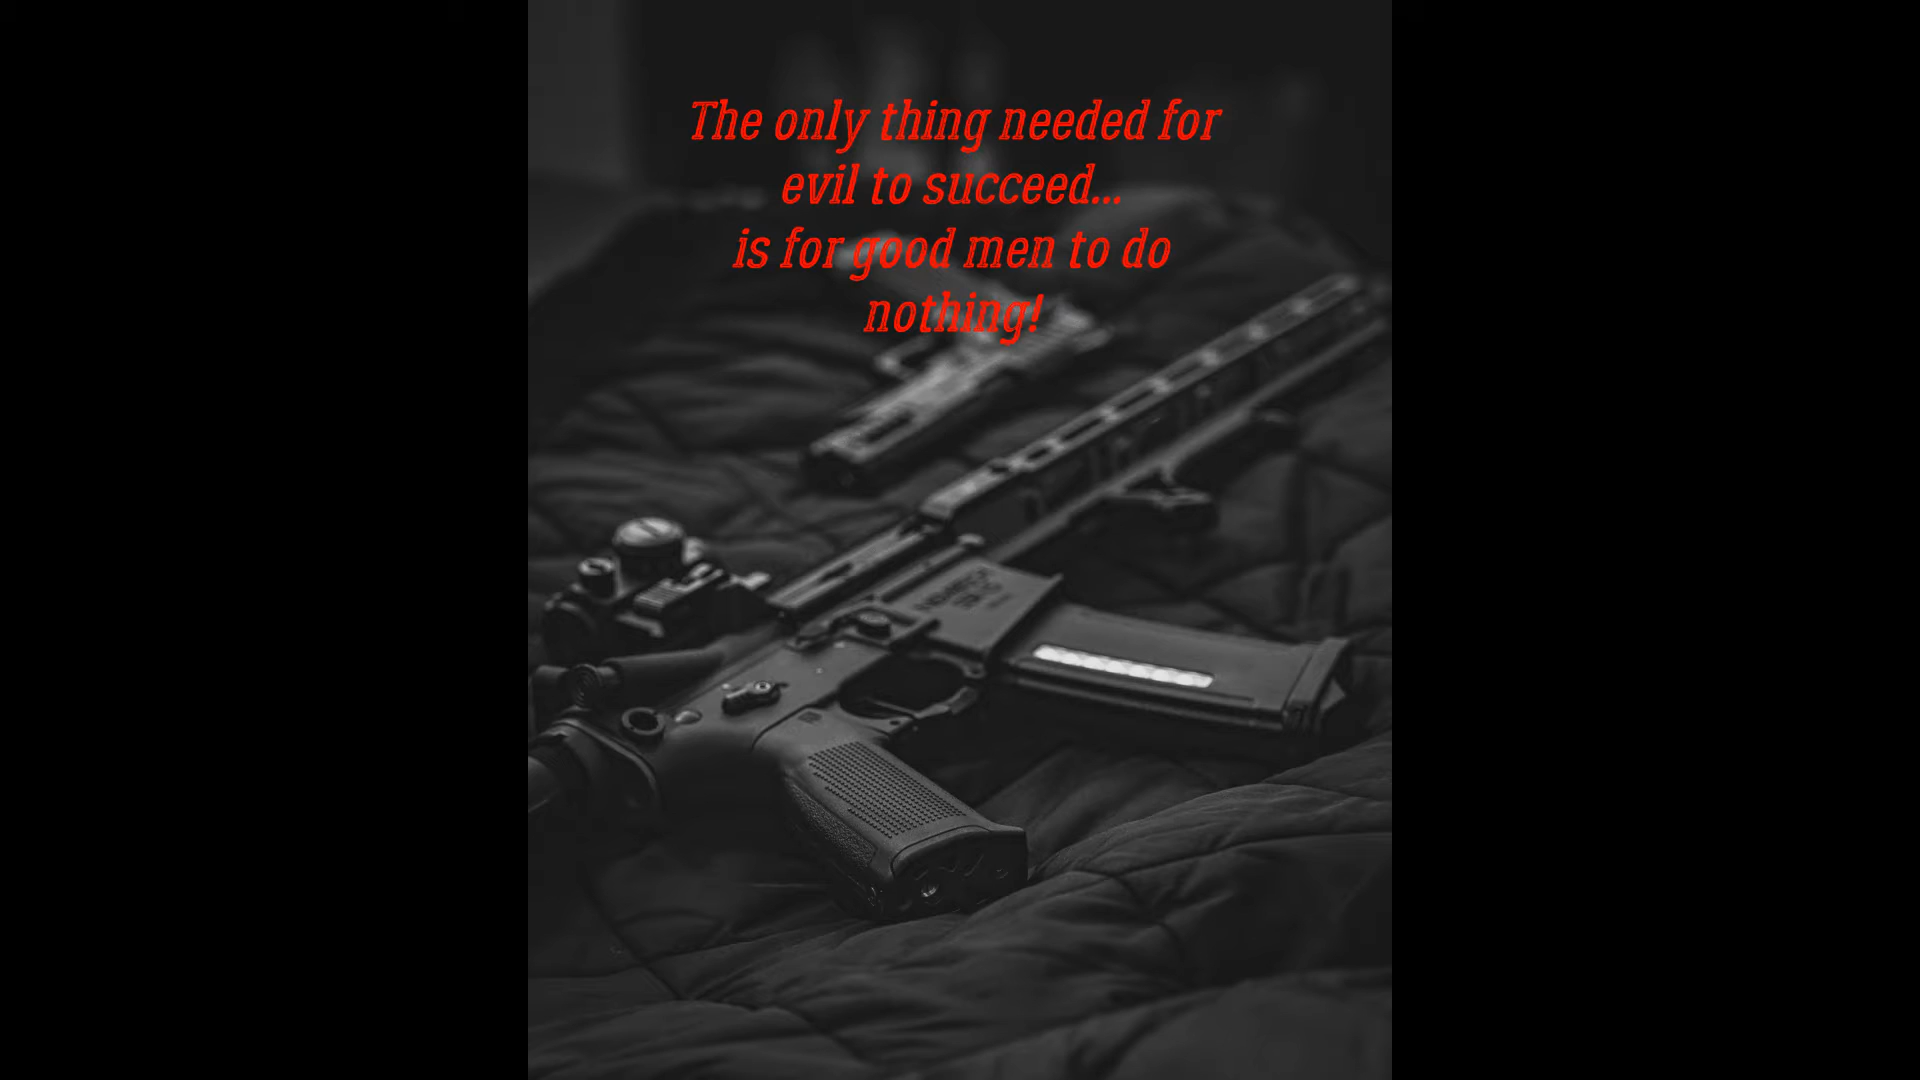 The only thing needed for
evil to succeed...
is for good men to do
nothing!